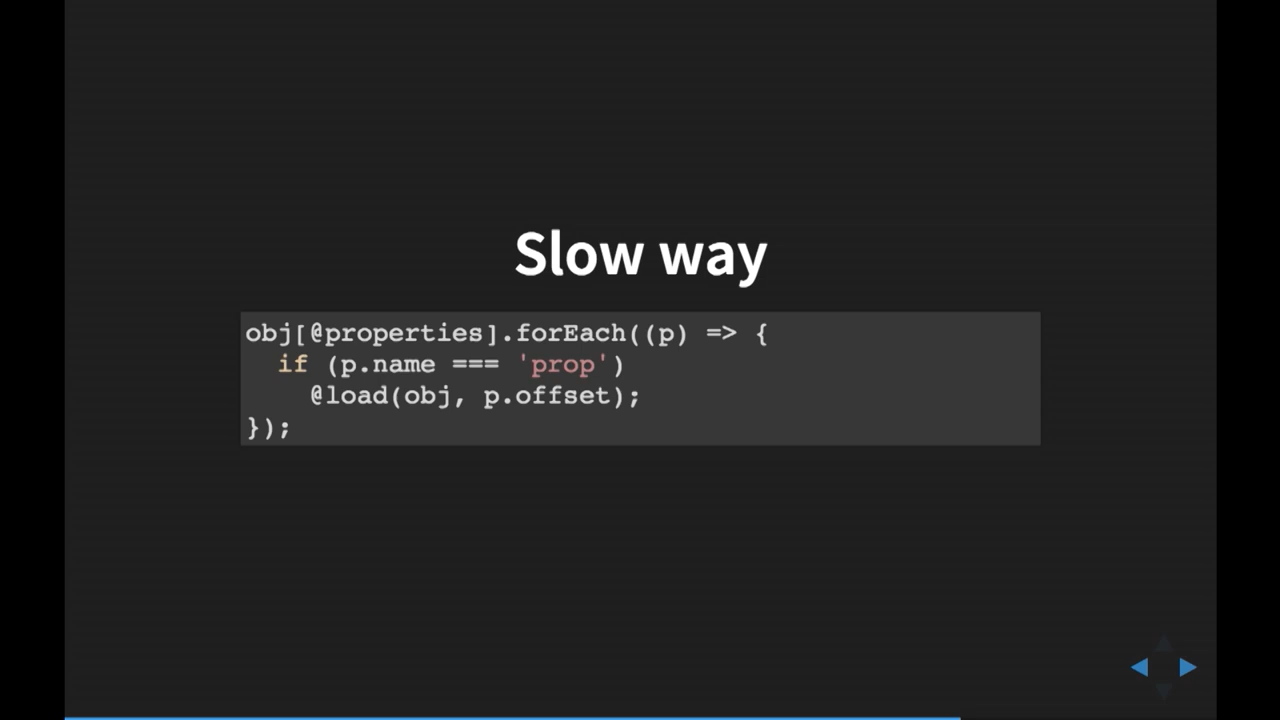 Slow way
obj[@properties].forEach((p) => {
  if (p.name === 'prop')
    @load(obj, p.offset);
});